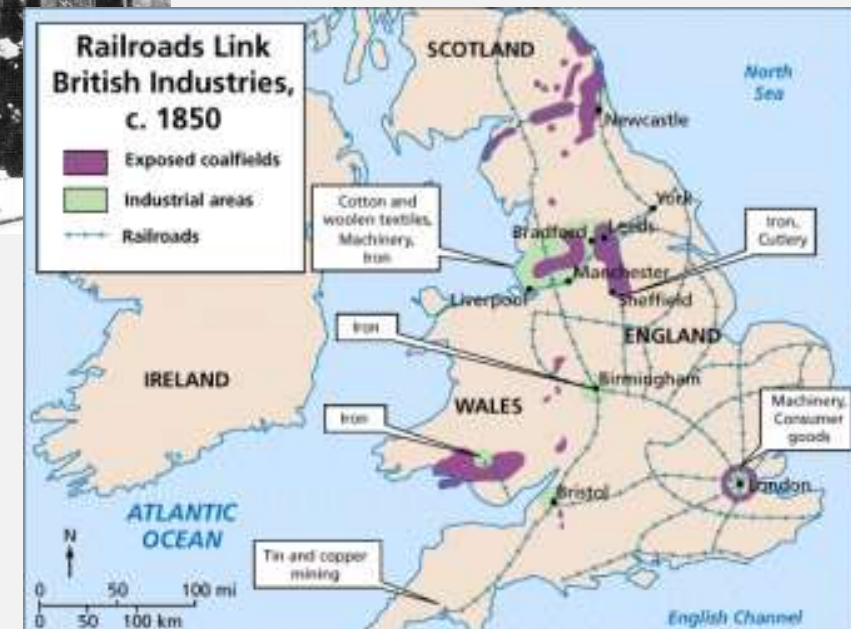 Railroads Link
British Industries,
c. 1850
Exposed coalfields
Industrial areas
Railroads
SCOTLAND
North
Sea
Newcastle
Cotton and
woolen textiles,
Machinery,
Iron
York
Bradford
Leeds
Iron,
Cutlery
Manchester
Liverpool
Sheffield
Iron
ENGLAND
IRELAND
Birmingham
WALES
Machinery,
Consumer
goods
Iron
London
Bristol
ATLANTIC
OCEAN
N
Tin and copper
mining
0 50 100 mi
0 50 100 km
English Channel